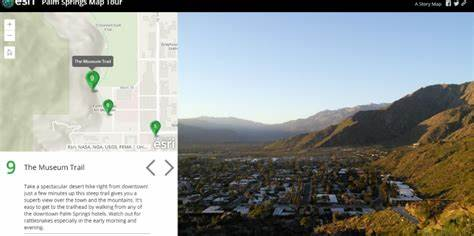 esri Palm Springs Map Tour
A Story Map
The Museum Trail
9
8
5
Esri, NASA, NGA, USGS, FEMA
esri
9 The Museum Trail
Take a spectacular desert hike right from downtown!
Just a few minutes up this steep trail gives you a
superb view over the town and the mountains. It's
easy to get to the trailhead by walking from any of
the downtown Palm Springs hotels. Watch out for
rattlesnakes especially in the early morning and
evening.